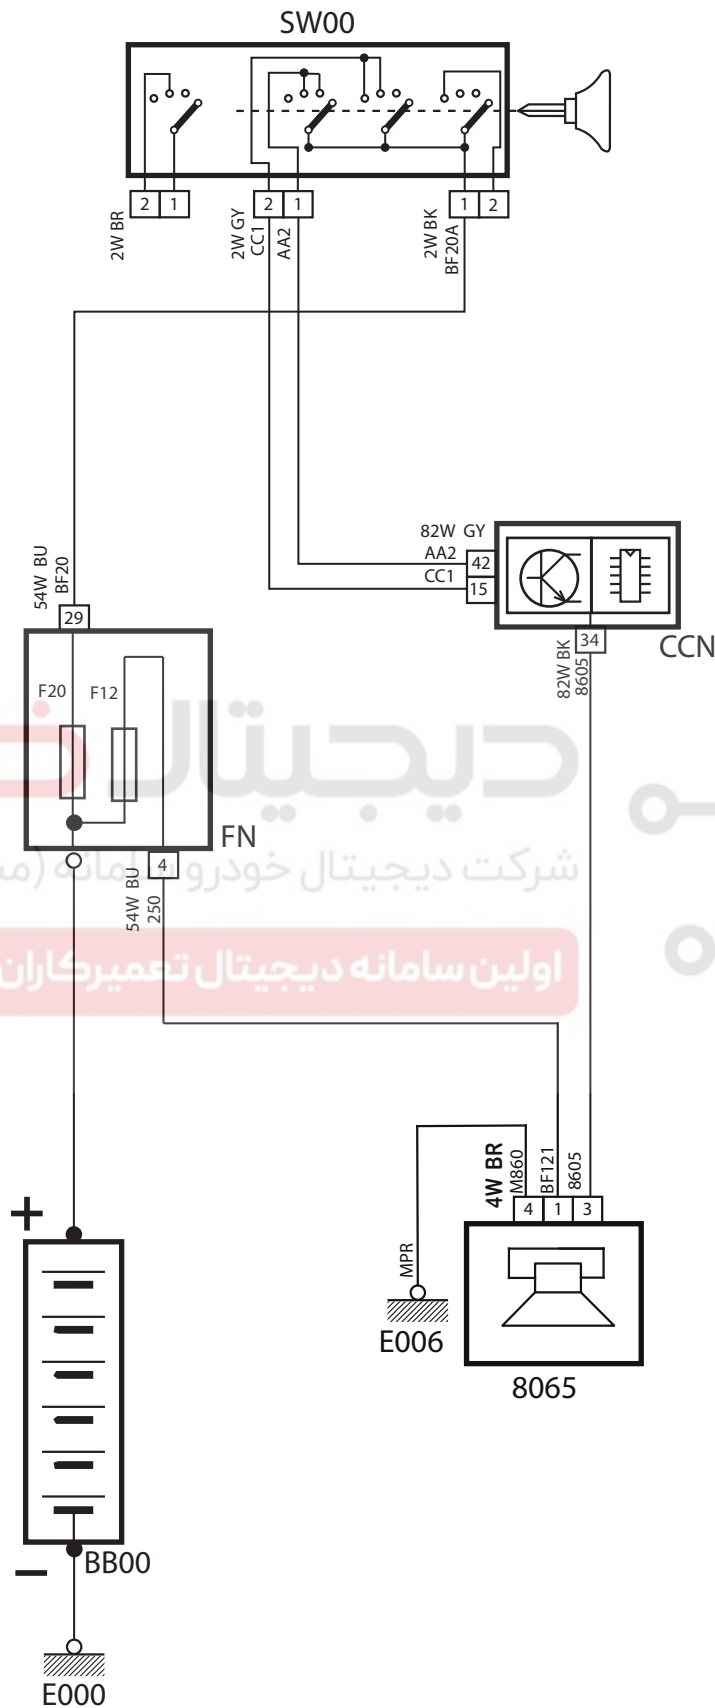 SW00
2 1 2 1 1 2
2W BR
2W GY
CC1
AA2
2W BK
BF20A
82W GY
AA2
42
CC1
15
54W BU
BF20
29
34
CCN
82W BK
8605
F20
F12
دیجیتال
FN
4
شرکت دیجیتال خودرو سامانه (مس
54W BU
250
اولین سامانه دیجیتال تعمیرکاران
4W BR
M860
BF121
8605
4 1 3
+
MPR
E006
8065
BB00
−
E000